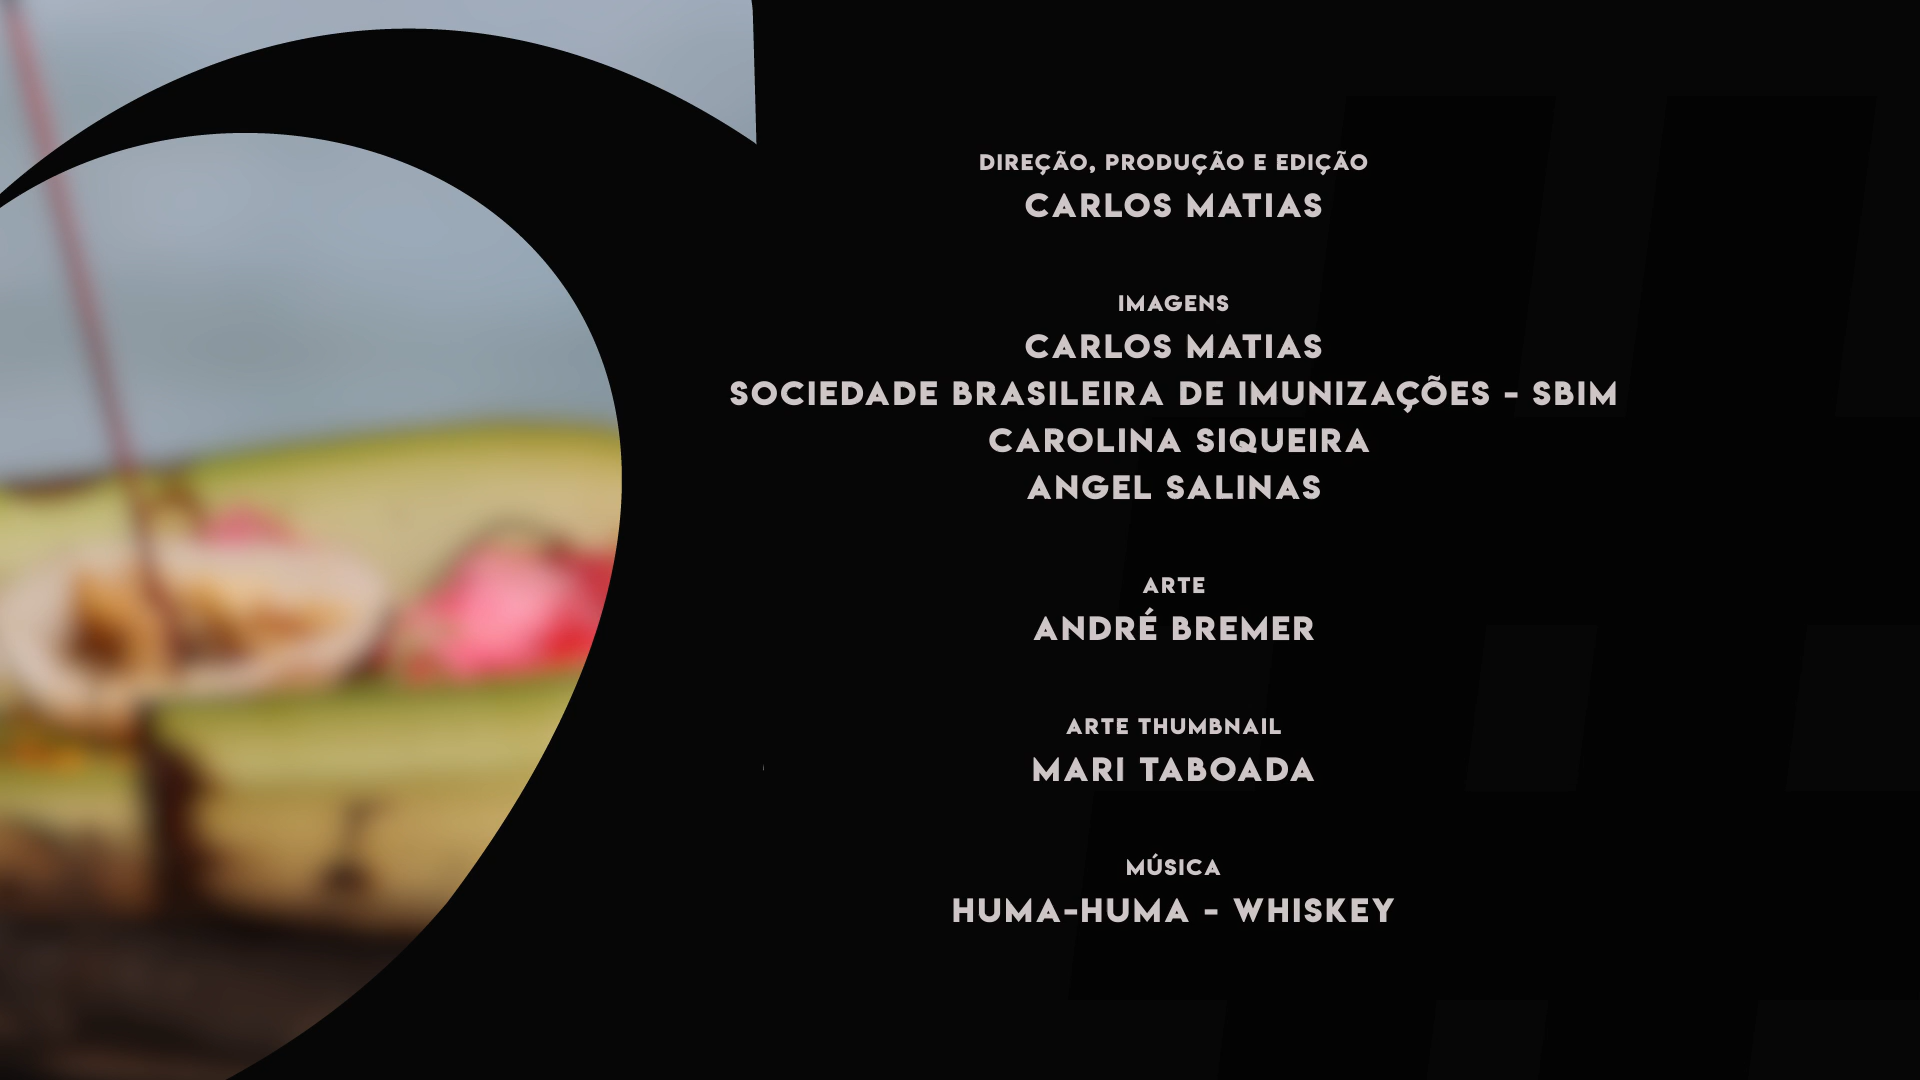 DIREÇÃO, PRODUÇÃO E EDIÇÃO
CARLOS MATIAS
IMAGENS
CARLOS MATIAS
SOCIEDADE BRASILEIRA DE IMUNIZAÇÕES - SBIM
CAROLINA SIQUEIRA
ANGEL SALINAS
ARTE
ANDRÉ BREMER
ARTE THUMBNAIL
MARI TABOADA
MÚSICA
HUMA-HUMA - WHISKEY